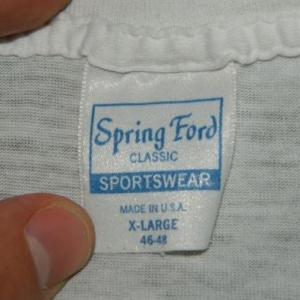 Spring Ford
CLASSIC
SPORTSWEAR
MADE IN U.S.A.
X-LARGE
46-48